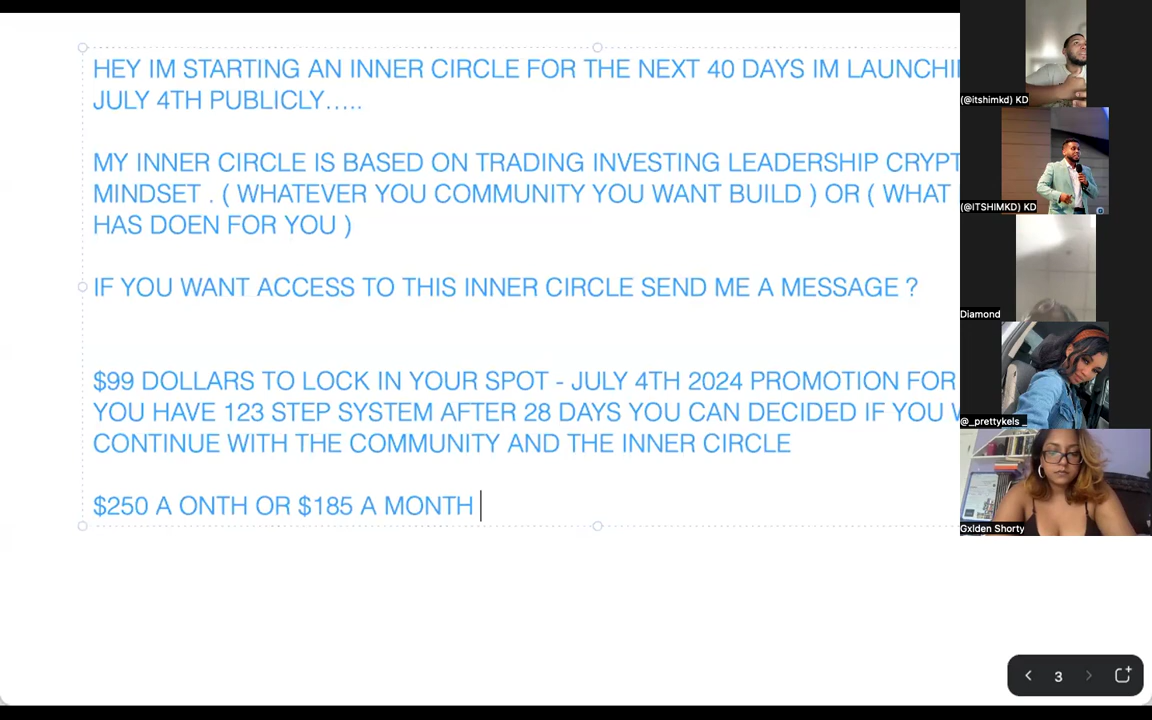 HEY IM STARTING AN INNER CIRCLE FOR THE NEXT 40 DAYS IM
JULY 4TH PUBLICLY.....
MY INNER CIRCLE IS BASED ON TRADING INVESTING LEADERSHIP
MINDSET . ( WHATEVER YOU COMMUNITY YOU WANT BUILD ) OR ( WHAT
HAS DOEN FOR YOU )
IF YOU WANT ACCESS TO THIS INNER CIRCLE SEND ME A MESSAGE ?
$99 DOLLARS TO LOCK IN YOUR SPOT - JULY 4TH 2024 PROMOTION FOR
YOU HAVE 123 STEP SYSTEM AFTER 28 DAYS YOU CAN DECIDED IF YOU
CONTINUE WITH THE COMMUNITY AND THE INNER CIRCLE
$250 A ONTH OR $185 A MONTH
(@itshimkd) KD
(@ITSHIMKD) KD
Diamond
@_prettykels_
Gxlden Shorty
3